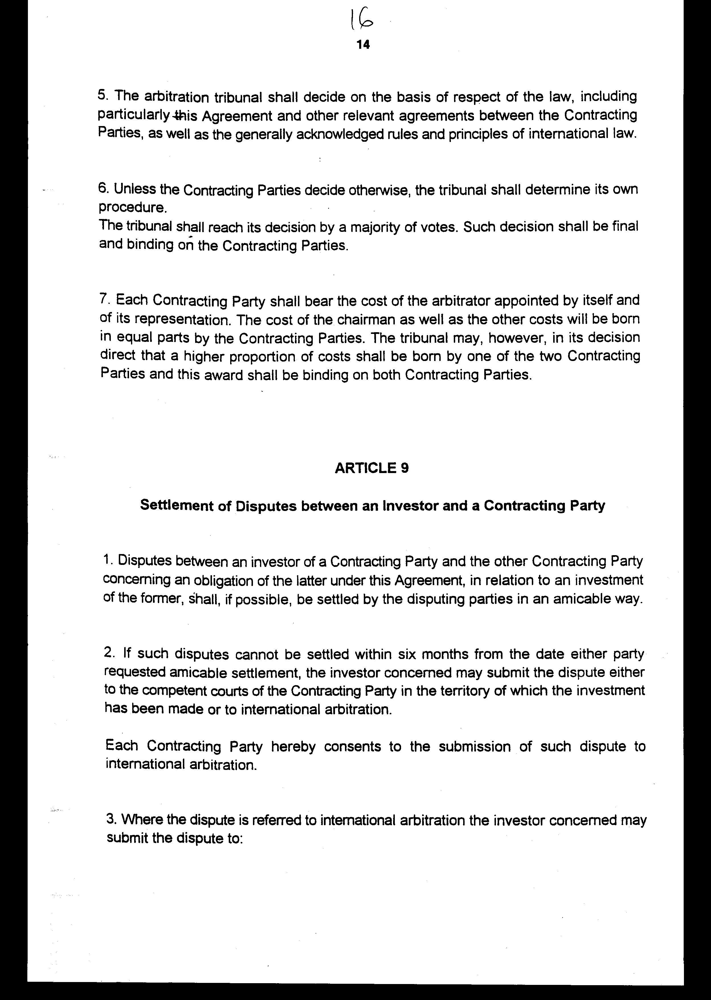 16
14
5. The arbitration tribunal shall decide on the basis of respect of the law, including
particularly this Agreement and other relevant agreements between the Contracting
Parties, as well as the generally acknowledged rules and principles of international law.
6. Unless the Contracting Parties decide otherwise, the tribunal shall determine its own
procedure.
The tribunal shall reach its decision by a majority of votes. Such decision shall be final
and binding on the Contracting Parties.
7. Each Contracting Party shall bear the cost of the arbitrator appointed by itself and
of its representation. The cost of the chairman as well as the other costs will be born
in equal parts by the Contracting Parties. The tribunal may, however, in its decision
direct that a higher proportion of costs shall be born by one of the two Contracting
Parties and this award shall be binding on both Contracting Parties.
ARTICLE 9
Settlement of Disputes between an Investor and a Contracting Party
1. Disputes between an investor of a Contracting Party and the other Contracting Party
concerning an obligation of the latter under this Agreement, in relation to an investment
of the former, shall, if possible, be settled by the disputing parties in an amicable way.
2. If such disputes cannot be settled within six months from the date either party
requested amicable settlement, the investor concerned may submit the dispute either
to the competent courts of the Contracting Party in the territory of which the investment
has been made or to international arbitration.
Each Contracting Party hereby consents to the submission of such dispute to
international arbitration.
3. Where the dispute is referred to international arbitration the investor concerned may
submit the dispute to: